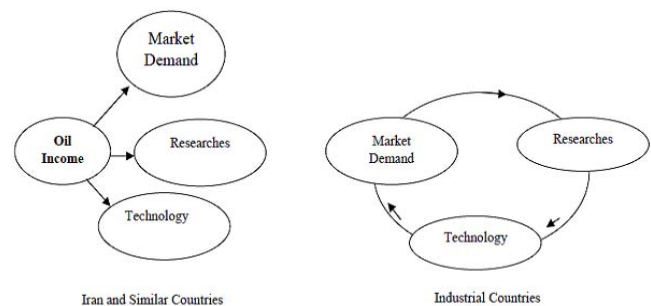 Market
Demand
Oil
Income
Researches
Technology
Iran and Similar Countries
Market
Demand
Researches
Technology
Industrial Countries